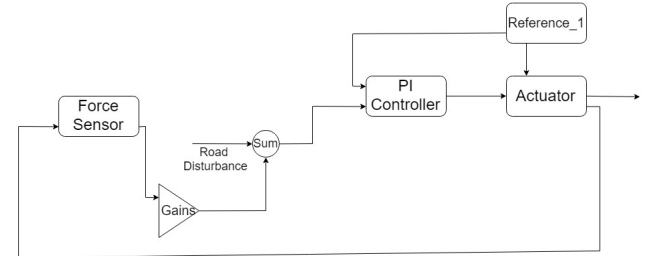 Reference_1
PI
Controller
Actuator
Force
Sensor
Sum
Road
Disturbance
Gains